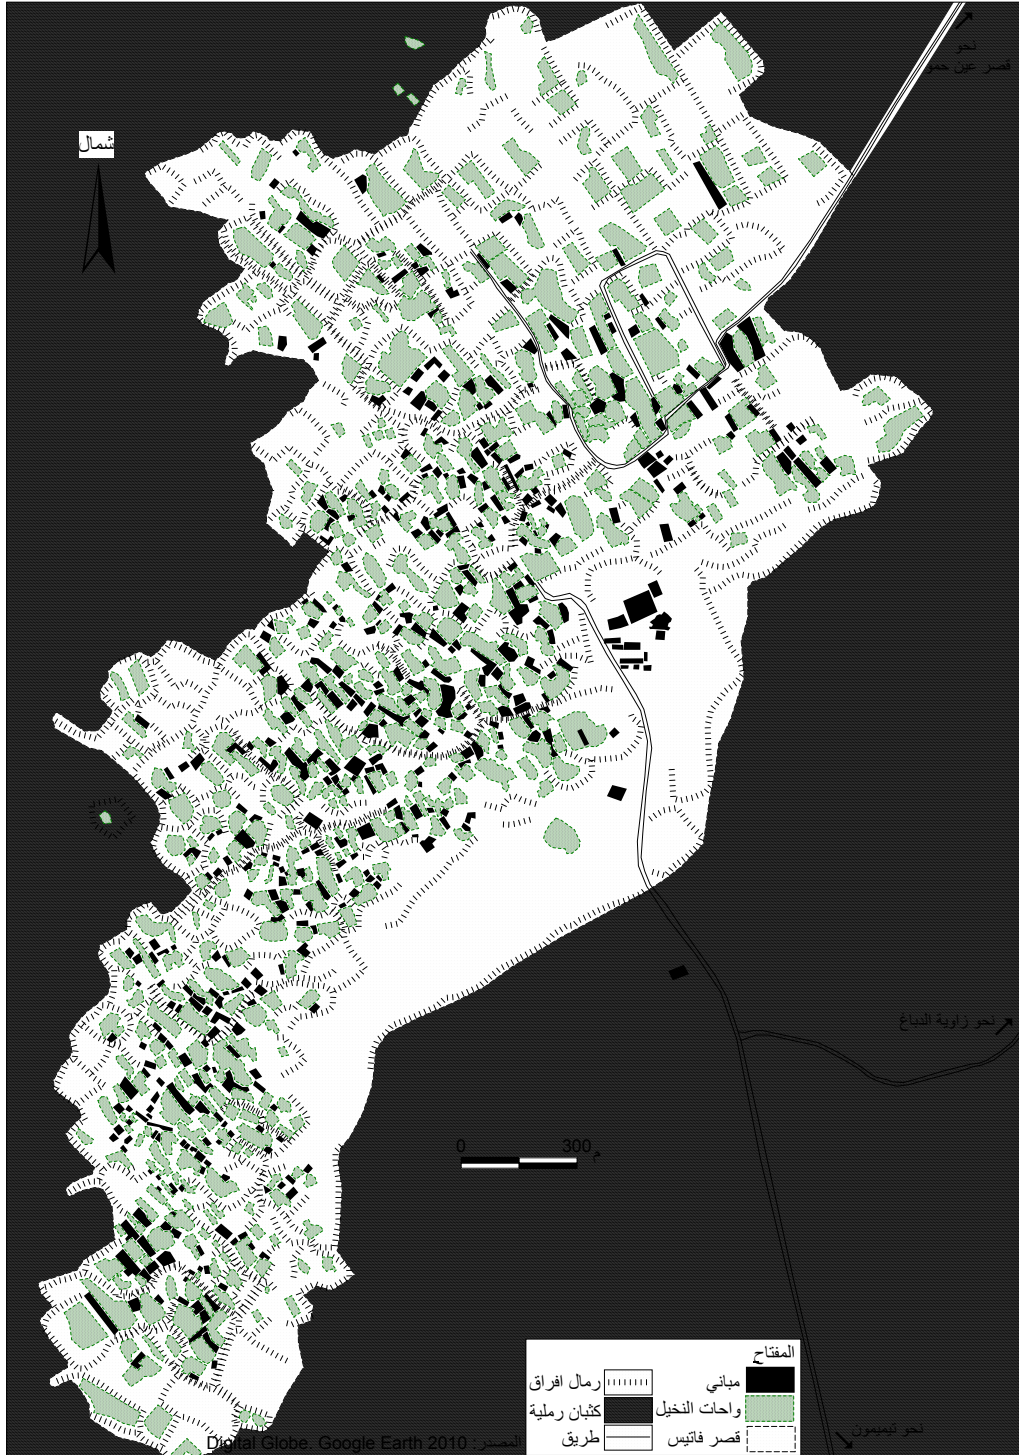 نحو
قصر عين حمو
شمال
نحو زاوية الدباغ
0 300م
المفتاح
مباني
رمال افراق
واحات النخيل
كثبان رملية
قصر فاتيس
طريق
نحو تيميمون
المصدر: Digital Globe. Google Earth 2010